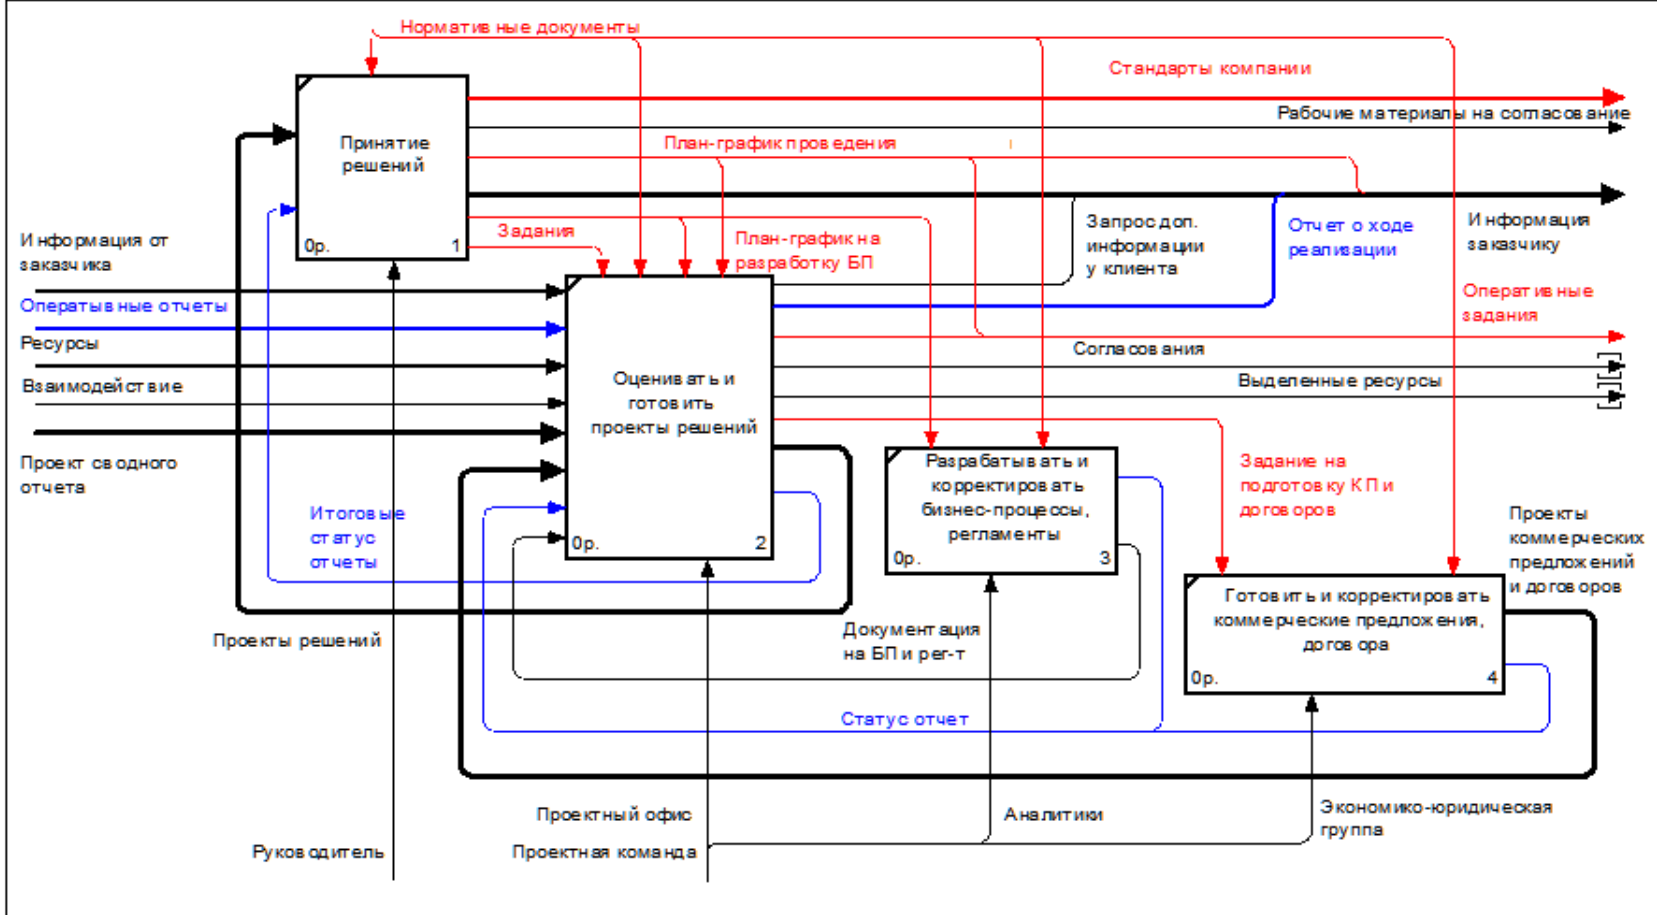 Нормативные документы
Стандарты компании
Рабочие материалы на согласование
Принятие
решений
0р. 1
План-график проведения
Задания
План-график на
разработку БП
Запрос доп.
информации
у клиента
Отчет о ходе
реализации
Информация
заказчику
Информация от
заказчика
Оператывные отчеты
Ресурсы
Взаимодействие
Проект сводного
отчета
Оперативные
задания
Согласования
Выделенные ресурсы
Оценивать и
готовить
проекты решений
0р. 2
Итоговые
статус
отчеты
Разрабатывать и
корректировать
бизнес-процессы,
регламенты
0р. 3
Задание на
подготовку КП и
договоров
Проекты
коммерческих
предложений
и договоров
Готовить и корректировать
коммерческие предложения,
договора
0р. 4
Проекты решений
Документация
на БП и рег-т
Статус отчет
Проектный офис
Аналитики
Экономико-юридическая
группа
Руководитель
Проектная команда